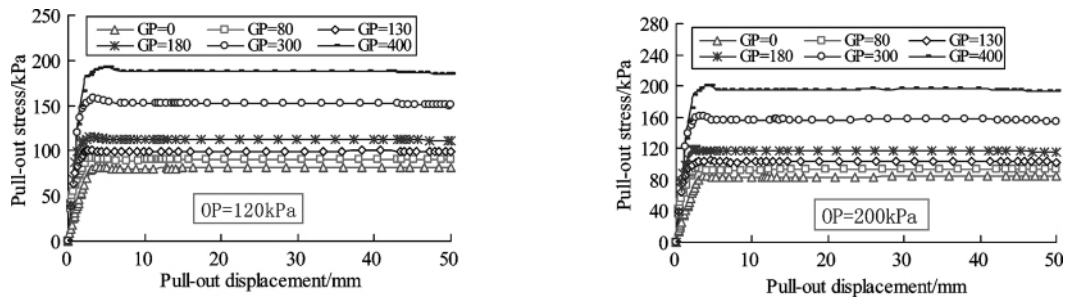 GP=0 GP=80 GP=130
GP=180 GP=300 GP=400
250
200
150
100
50
0
Pull-out stress/kPa
OP=120kPa
0 10 20 30 40 50
Pull-out displacement/mm
GP=0 GP=80 GP=130
GP=180 GP=300 GP=400
280
240
200
160
120
80
40
0
Pull-out stress/kPa
OP=200kPa
0 10 20 30 40 50
Pull-out displacement/mm